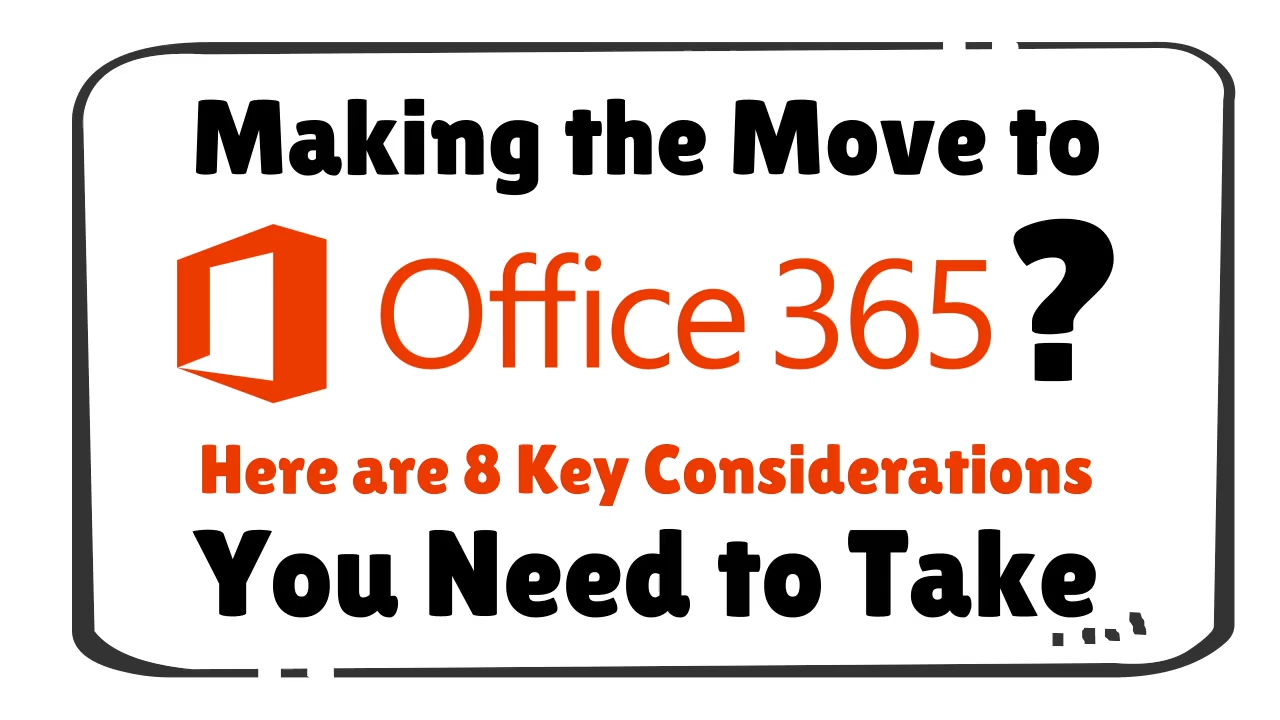 Making the Move to
Office 365?
Here are 8 Key Considerations
You Need to Take